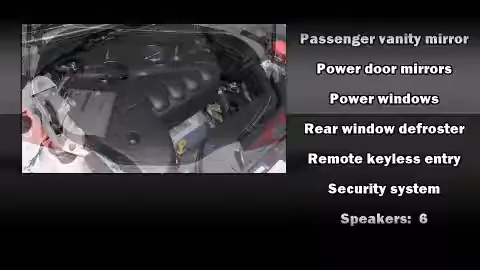 Passenger vanity mirror
Power door mirrors
Power windows
Rear window defroster
Remote keyless entry
Security system
Speakers: 6